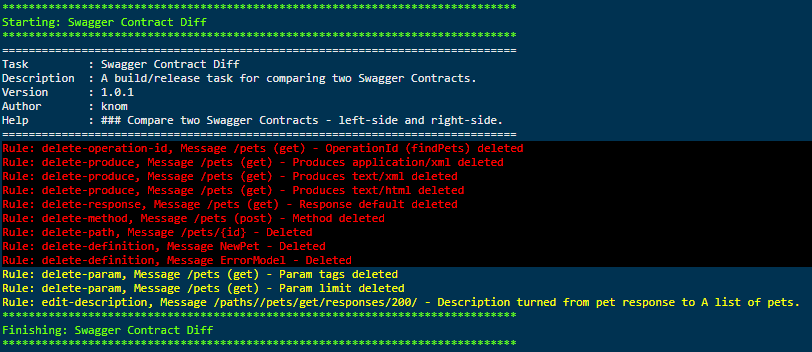 ******************************************************************************
Starting: Swagger Contract Diff
******************************************************************************
==============================================================================
Task         : Swagger Contract Diff
Description  : A build/release task for comparing two Swagger Contracts.
Version      : 1.0.1
Author       : knom
Help         : ### Compare two Swagger Contracts - left-side and right-side.
==============================================================================
Rule: delete-operation-id, Message /pets (get) - OperationId (findPets) deleted
Rule: delete-produce, Message /pets (get) - Produces application/xml deleted
Rule: delete-produce, Message /pets (get) - Produces text/xml deleted
Rule: delete-produce, Message /pets (get) - Produces text/html deleted
Rule: delete-response, Message /pets (get) - Response default deleted
Rule: delete-method, Message /pets (post) - Method deleted
Rule: delete-path, Message /pets/{id} - Deleted
Rule: delete-definition, Message NewPet - Deleted
Rule: delete-definition, Message ErrorModel - Deleted
Rule: delete-param, Message /pets (get) - Param tags deleted
Rule: delete-param, Message /pets (get) - Param limit deleted
Rule: edit-description, Message /paths//pets/get/responses/200/ - Description turned from pet response to A list of pets.
******************************************************************************
Finishing: Swagger Contract Diff
******************************************************************************